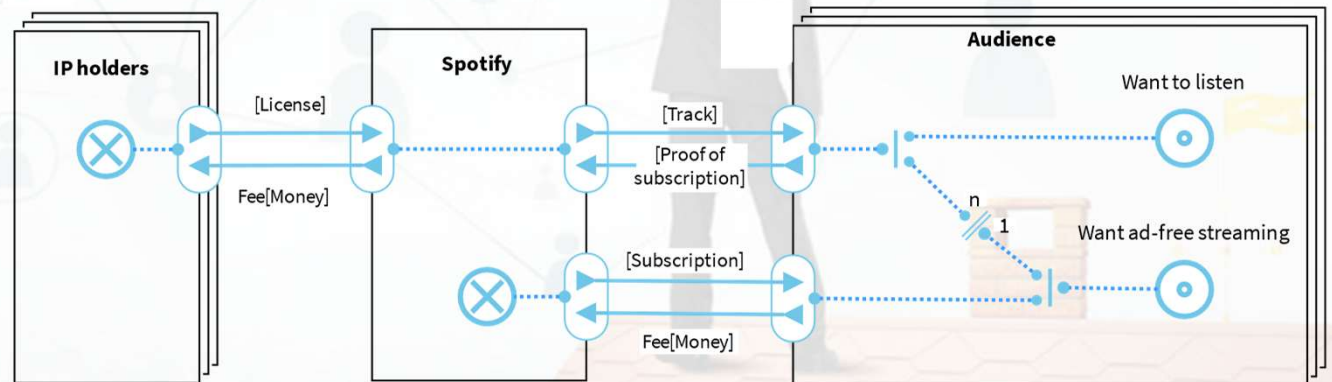 IP holders
Spotify
Audience
[License]
Fee[Money]
[Track]
[Proof of
subscription]
[Subscription]
Fee[Money]
Want to listen
n
1
Want ad-free streaming